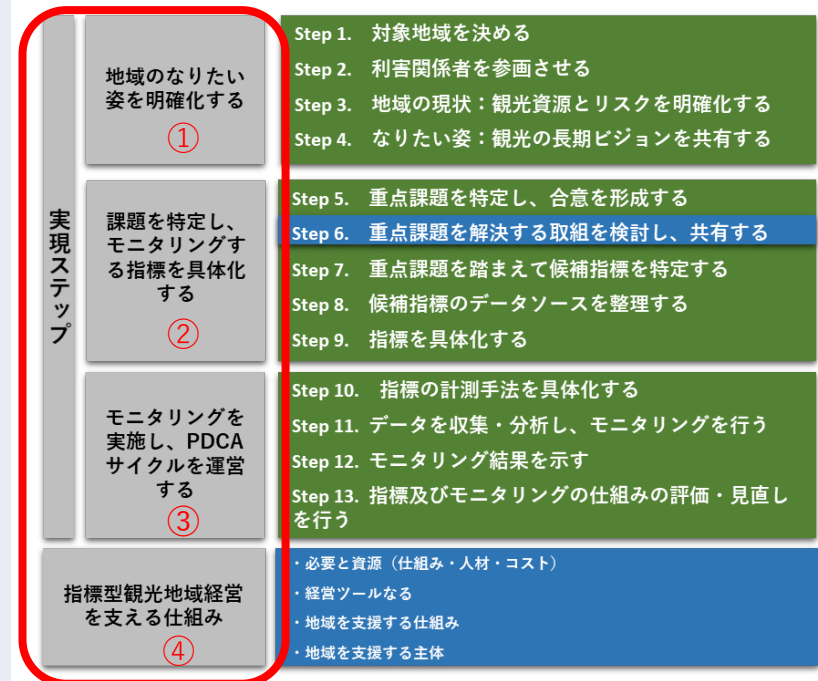 実現ステップ
地域のなりたい
姿を明確化する
①
Step 1. 対象地域を決める
Step 2. 利害関係者を参画させる
Step 3. 地域の現状：観光資源とリスクを明確化する
Step 4. なりたい姿：観光の長期ビジョンを共有する
課題を特定し、
モニタリングす
る指標を具体化
する
②
Step 5. 重点課題を特定し、合意を形成する
Step 6. 重点課題を解決する取組を検討し、共有する
Step 7. 重点課題を踏まえて候補指標を特定する
Step 8. 候補指標のデータソースを整理する
Step 9. 指標を具体化する
モニタリングを
実施し、PDCA
サイクルを運営
する
③
Step 10. 指標の計測手法を具体化する
Step 11. データを収集・分析し、モニタリングを行う
Step 12. モニタリング結果を示す
Step 13. 指標及びモニタリングの仕組みの評価・見直し
を行う
指標型観光地域経営
を支える仕組み
④
・必要と資源（仕組み・人材・コスト）
・経営ツールなる
・地域を支援する仕組み
・地域を支援する主体